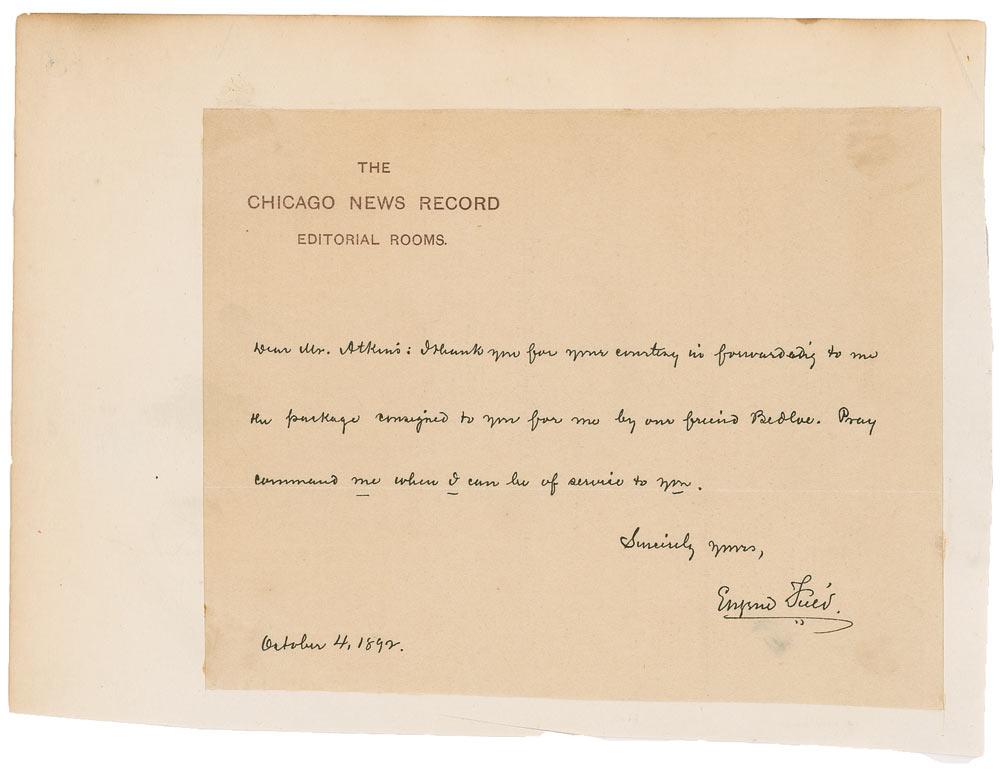 THE
CHICAGO NEWS RECORD
EDITORIAL ROOMS.
Dear Mr. Atkins: I thank you for your courtesy in forwarding to me
the package consigned to you for me by our friend Bedloe. Pray
command me when I can be of service to you.
Sincerely yours,
Eugene Field.
October 4, 1892.